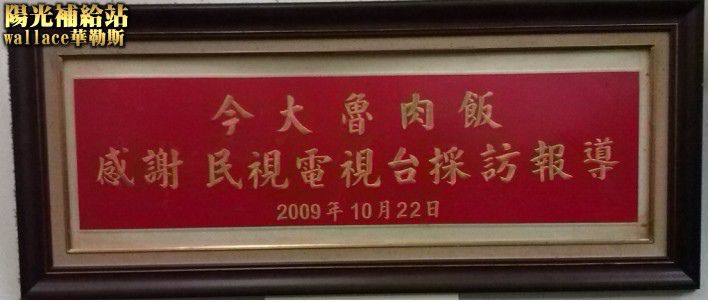 陽光補給站
wallace華勒斯
今大魯肉飯
感謝 民視電視台採訪報導
2009年10月22日